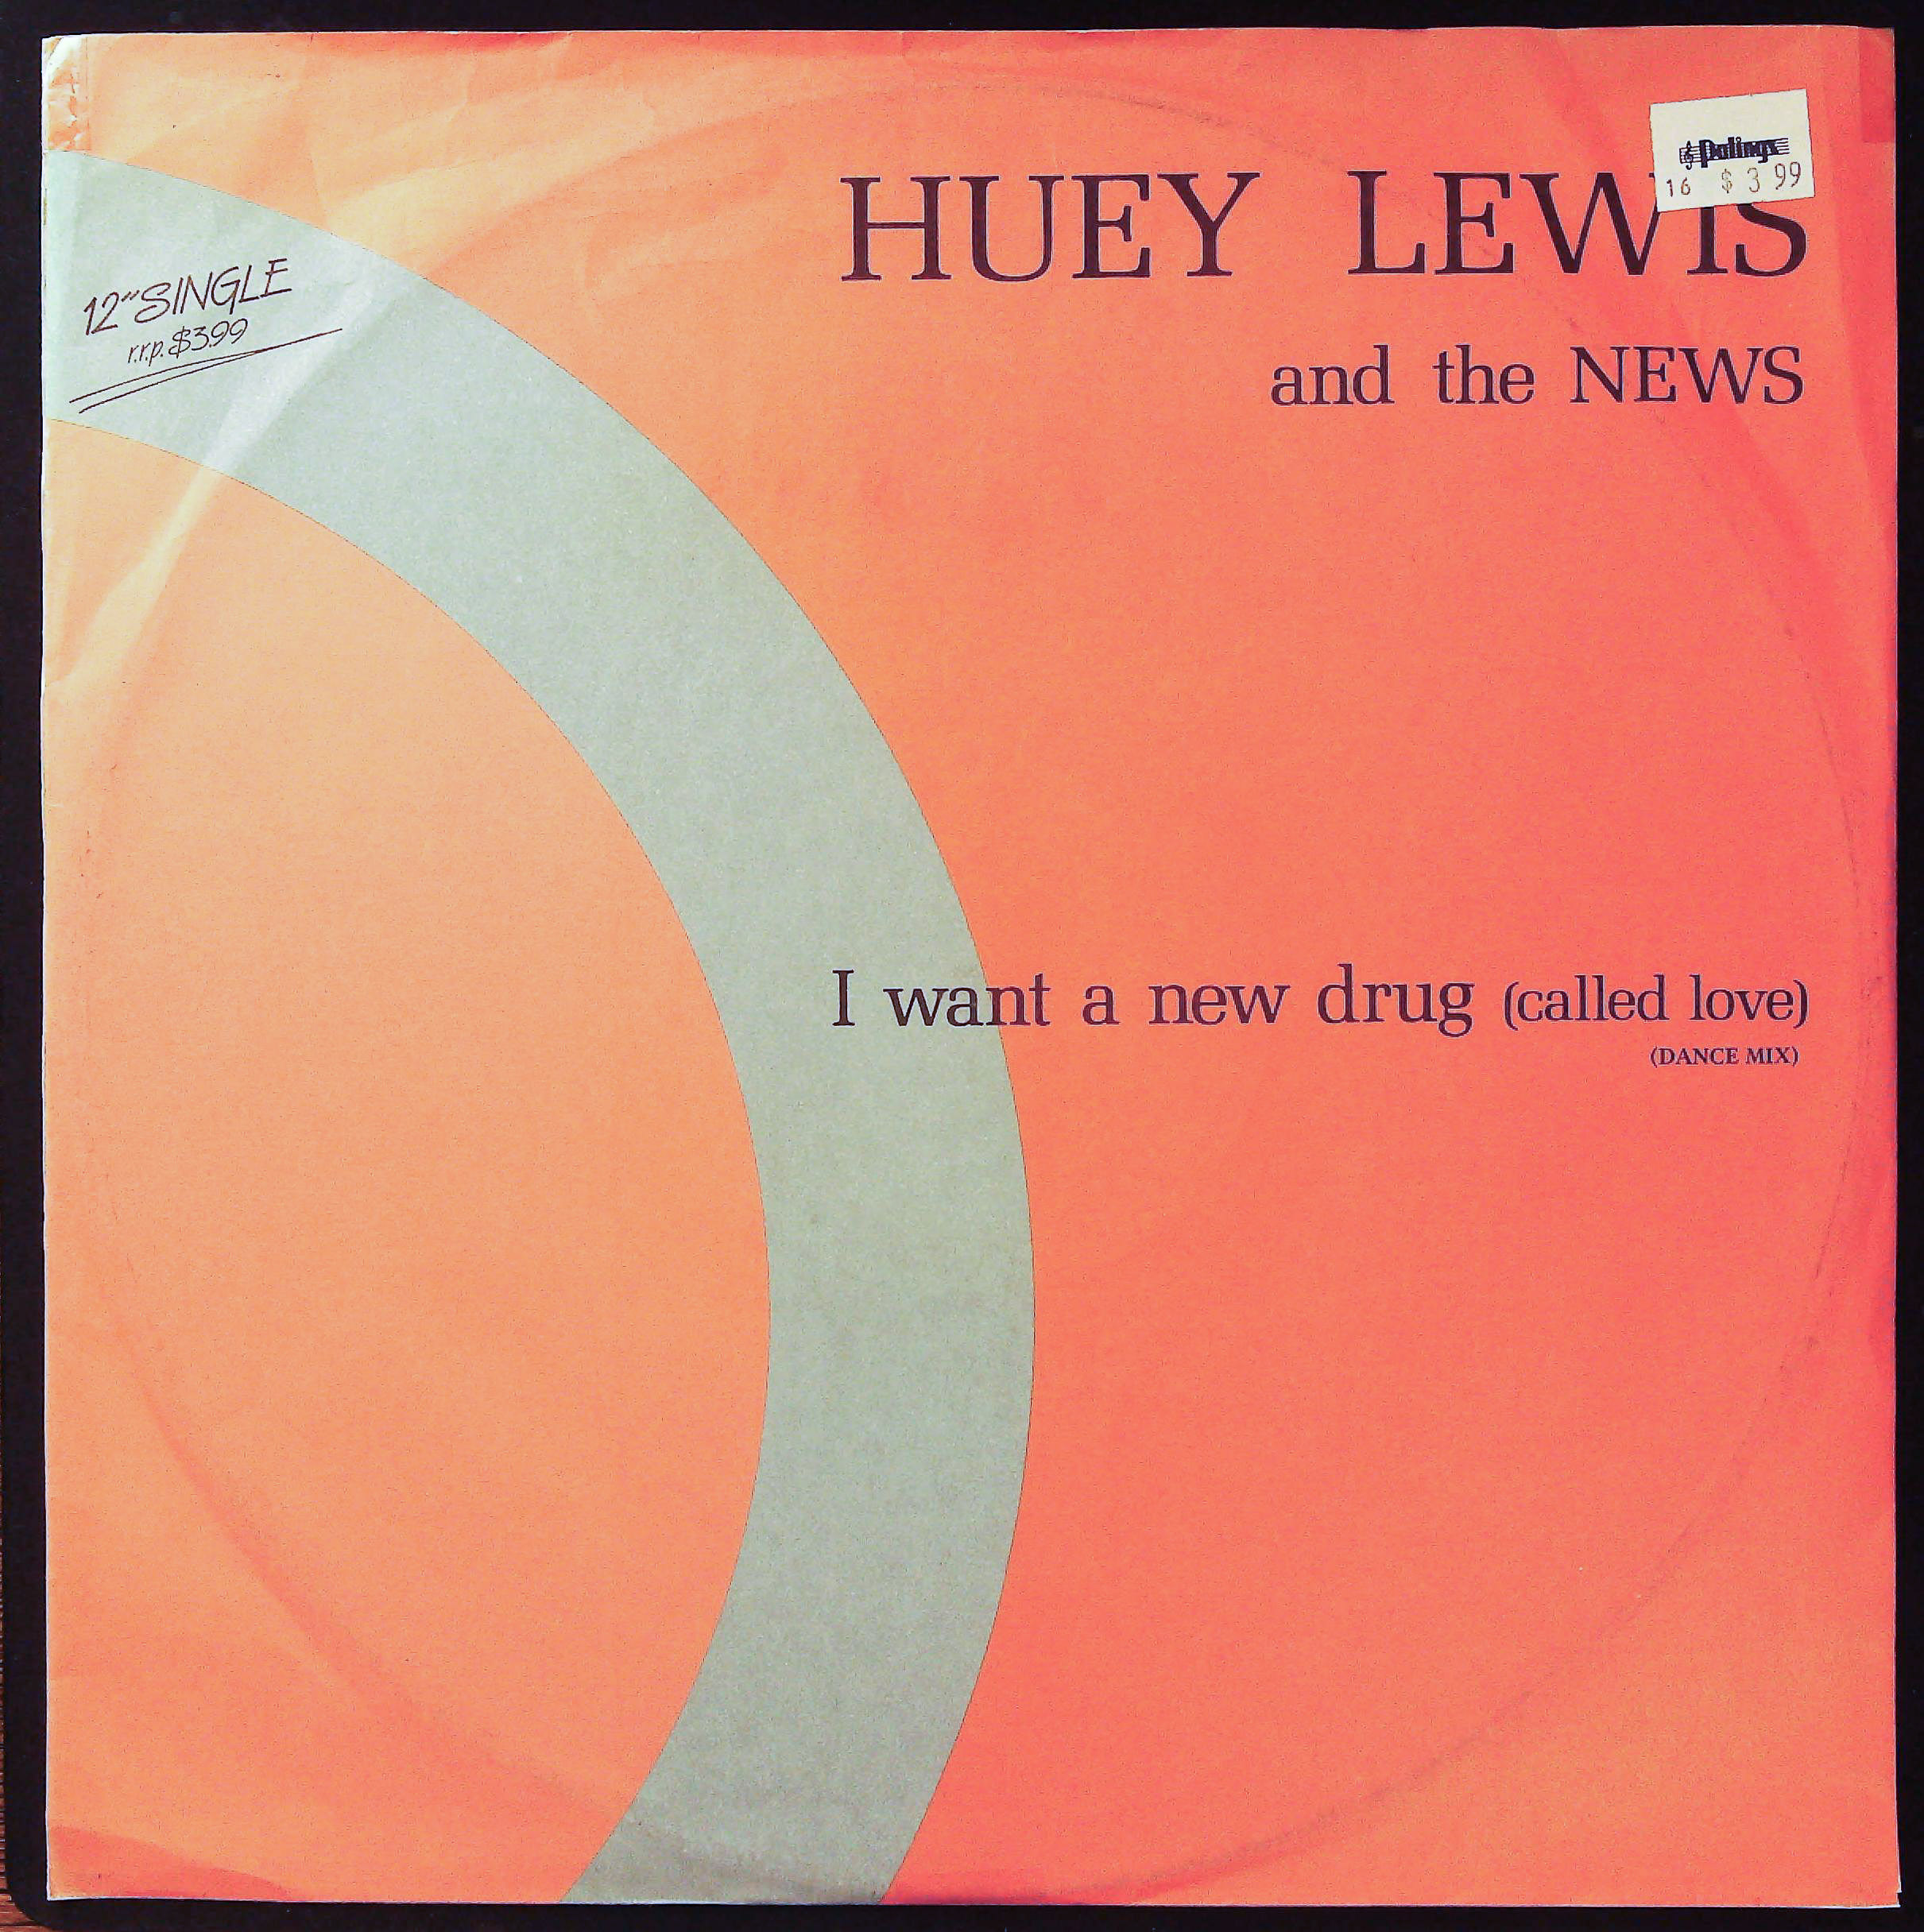 Palings
16 $ 3 99
HUEY LEWIS
and the NEWS
12" SINGLE
r.r.p. $3.99
I want a new drug (called love)
(DANCE MIX)